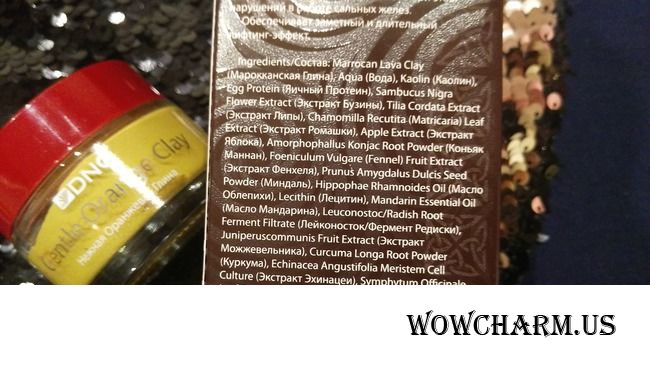 нарушений в работе сальных желез.
Обеспечивает заметный и длительный
лифтинг-эффект.
Ingredients/Состав: Marrocan Lava Clay
(Марокканская Глина), Aqua (Вода), Kaolin (Каолин),
Egg Protein (Яичный Протеин), Sambucus Nigra
Flower Extract (Экстракт Бузины), Tilia Cordata Extract
(Экстракт Липы), Chamomilla Recutita (Matricaria) Leaf
Extract (Экстракт Ромашки), Apple Extract (Экстракт
Яблока), Amorphophallus Konjac Root Powder (Коньяк
Маннан), Foeniculum Vulgare (Fennel) Fruit Extract
(Экстракт Фенхеля), Prunus Amygdalus Dulcis Seed
Powder (Миндаль), Hippophae Rhamnoides Oil (Масло
Облепихи), Lecithin (Лецитин), Mandarin Essential Oil
(Масло Мандарина), Leuconostoc/Radish Root
Ferment Filtrate (Лейконосток/Фермент Редиски),
Juniperuscommunis Fruit Extract (Экстракт
Можжевельника), Curcuma Longa Root Powder
(Куркума), Echinacea Angustifolia Meristem Cell
Culture (Экстракт Эхинацеи), Symphytum Officinale
DNC
Gentle Orange Clay
Нежная Оранжевая Глина
WOWCHARM.US